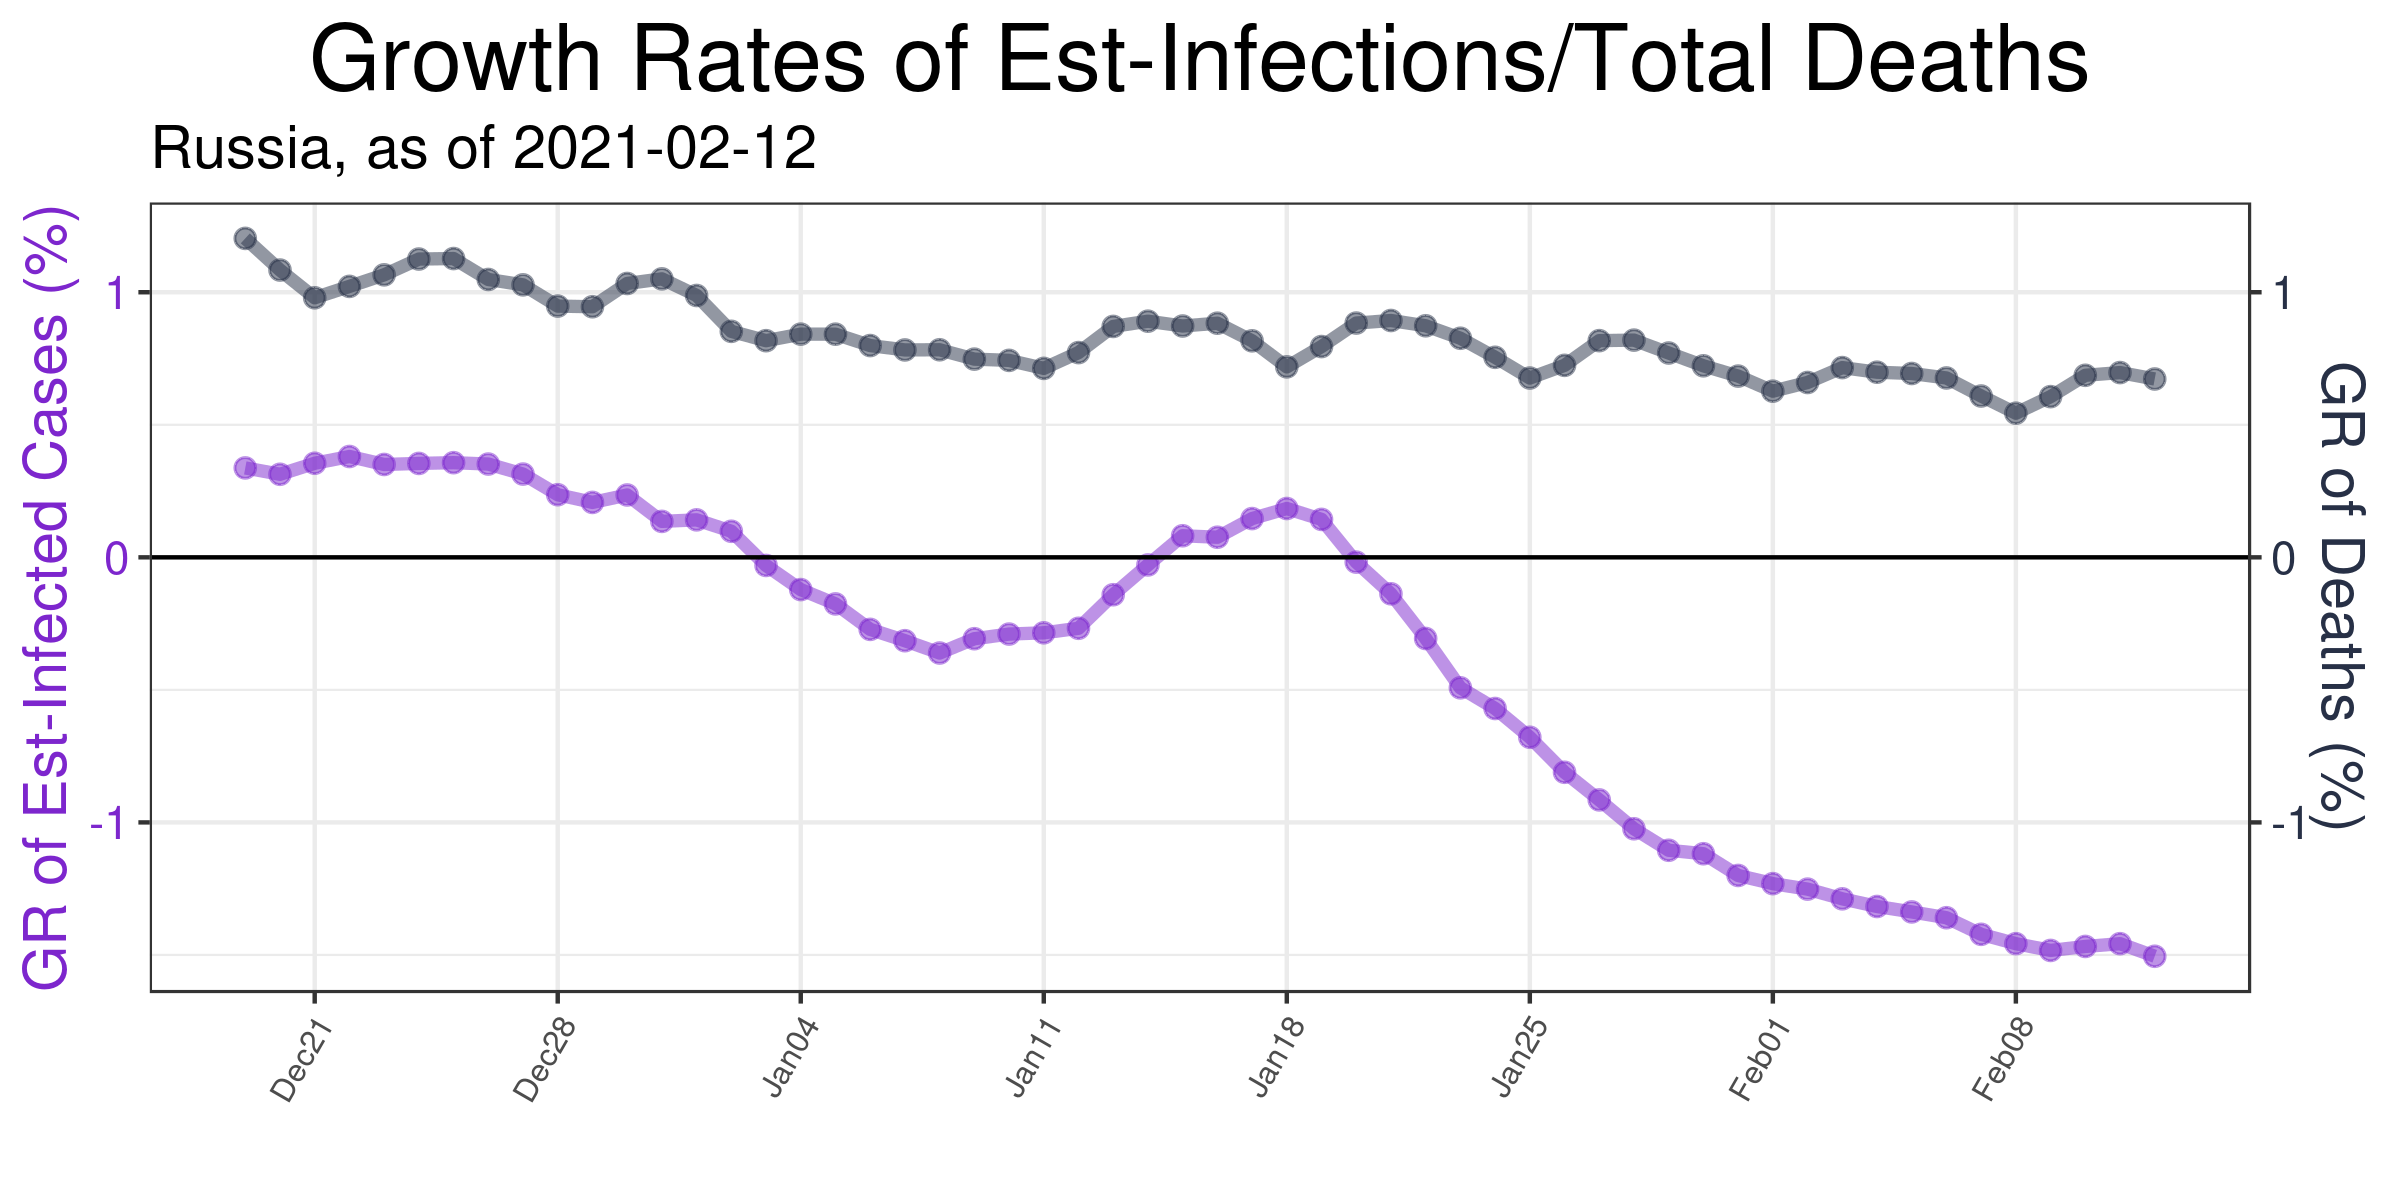 Growth Rates of Est-Infections/Total Deaths
Russia, as of 2021-02-12
GR of Est-Infected Cases (%)
1
0
-1
1
0
-1
GR of Deaths (%)
Dec21
Dec28
Jan04
Jan11
Jan18
Jan25
Feb01
Feb08